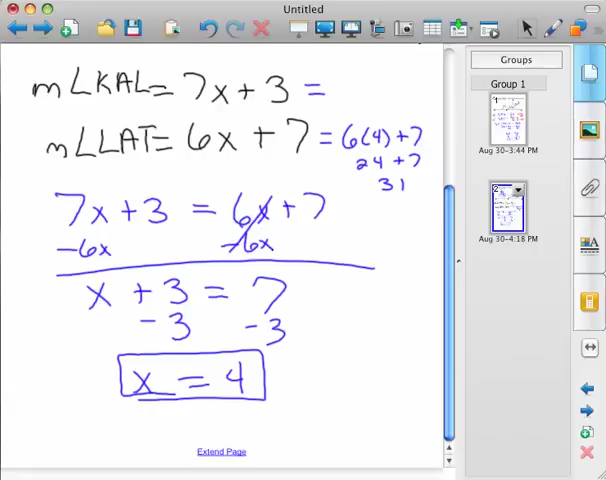 Untitled
Groups
Group 1
1
Aug 30-3:44 PM
2
Aug 30-4:18 PM
m∠KAL = 7x + 3 =
m∠LAT = 6x + 7 = 6(4) + 7
24 + 7
31
7x + 3 = 6x + 7
-6x -6x
x + 3 = 7
- 3 - 3
x = 4
Extend Page